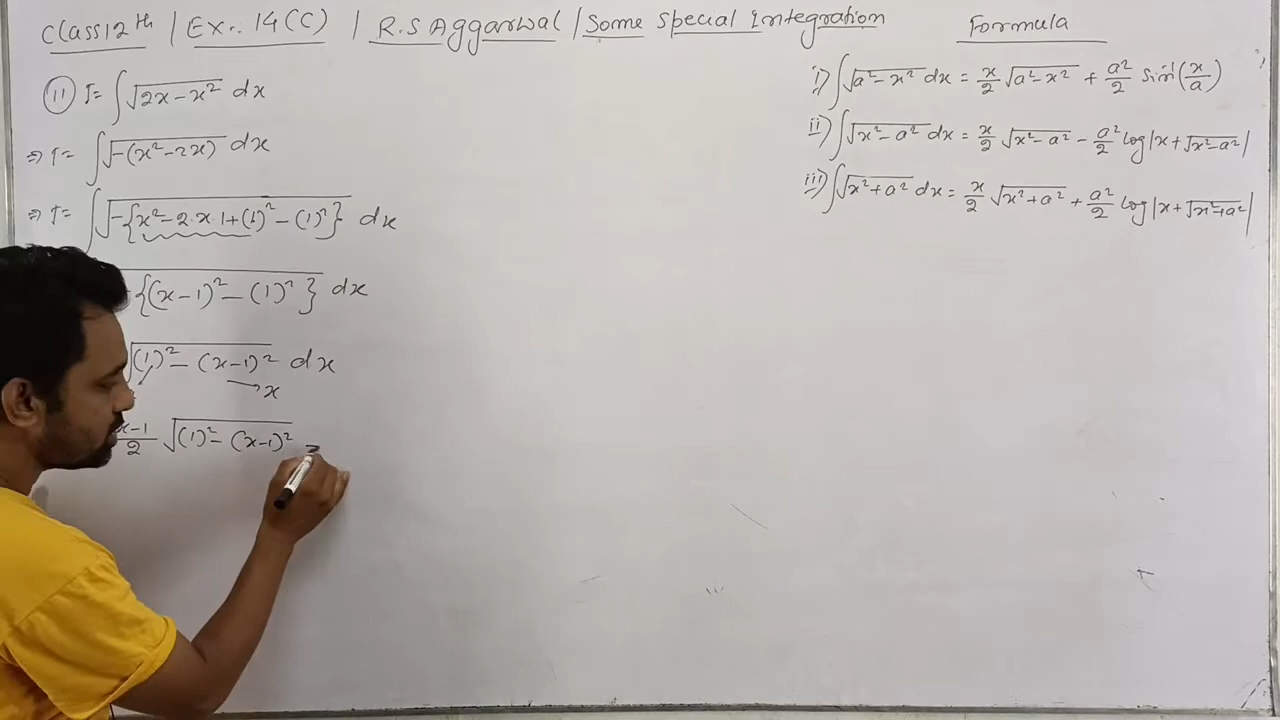 Class 12th | Ex.. 14(C) | R.S Aggarwal | Some Special Integration
Formula
(11) I = ∫√(2x-x²) dx
⇒ I = ∫√(-(x²-2x)) dx
⇒ I = ∫√(-{x²-2·x·1+(1)²-(1)²}) dx
{(x-1)²-(1)²} dx
√((1)²-(x-1)²) dx
→ x
x-1/2 √((1)²-(x-1)²)
i) ∫√(a²-x²) dx = x/2 √(a²-x²) + a²/2 sin⁻¹(x/a)
ii) ∫√(x²-a²) dx = x/2 √(x²-a²) - a²/2 log|x+√(x²-a²)|
iii) ∫√(x²+a²) dx = x/2 √(x²+a²) + a²/2 log|x+√(x²+a²)|